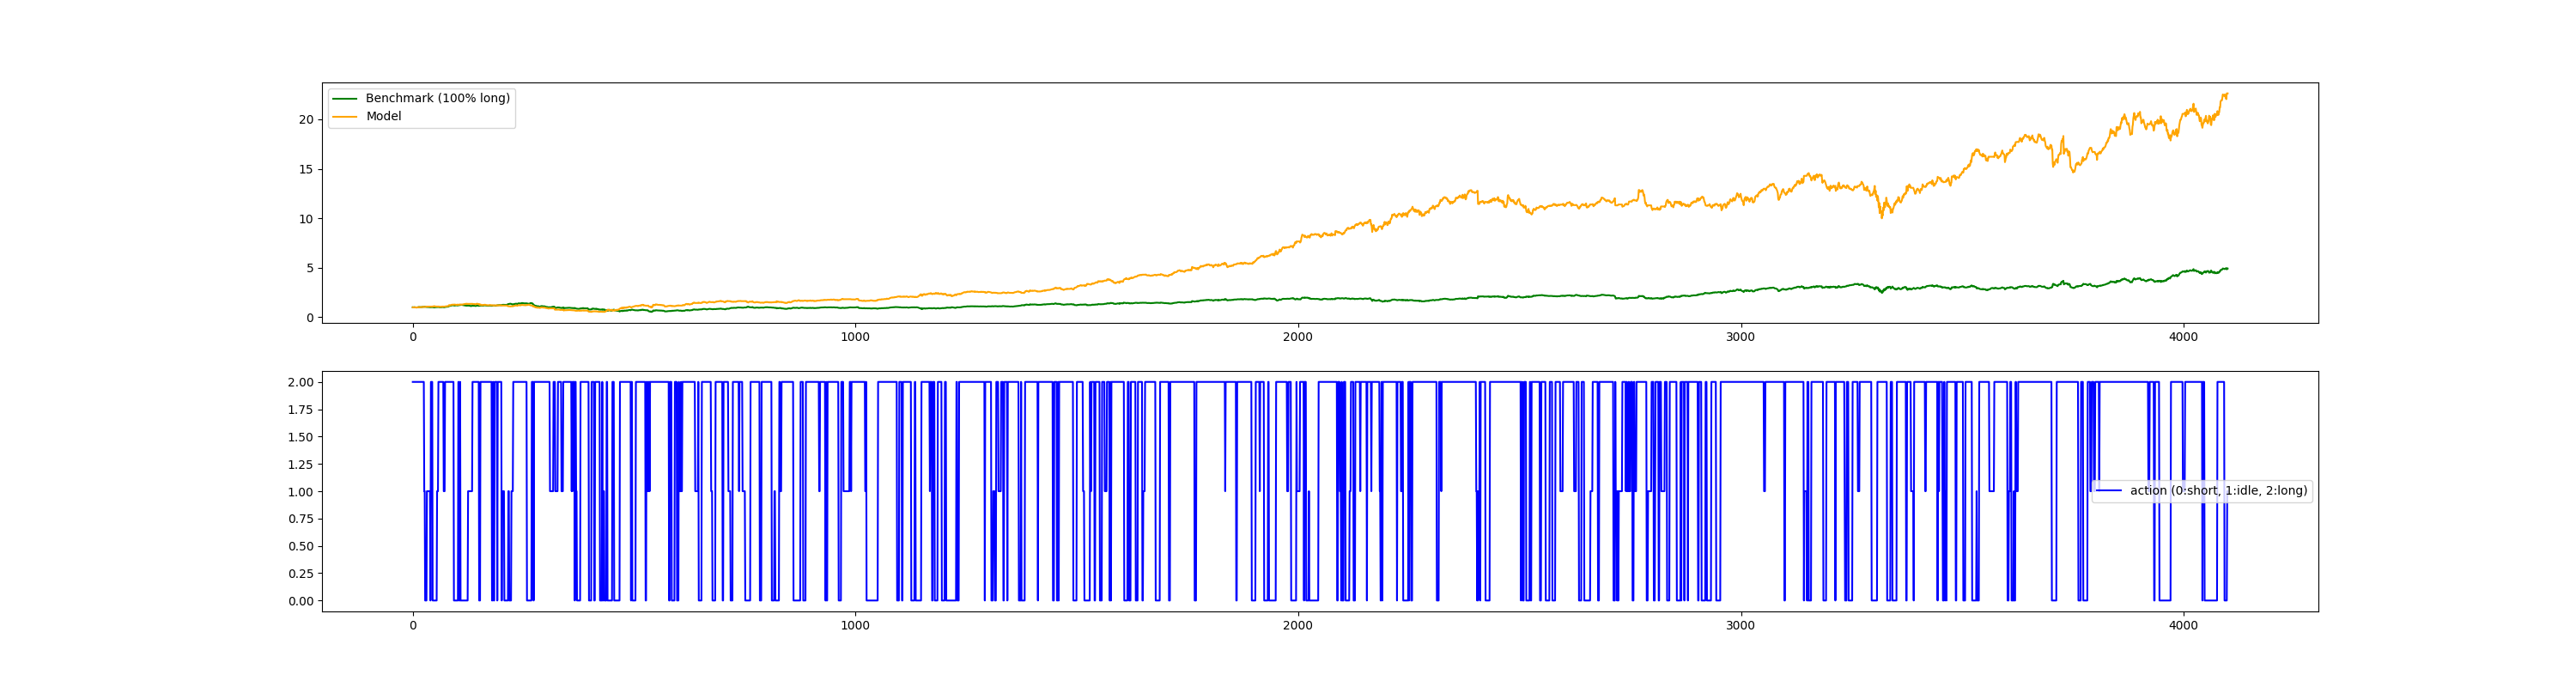 Benchmark (100% long)
Model
20
15
10
5
0
0 1000 2000 3000 4000
2.00
1.75
1.50
1.25
1.00
action (0:short, 1:idle, 2:long)
0.75
0.50
0.25
0.00
0 1000 2000 3000 4000